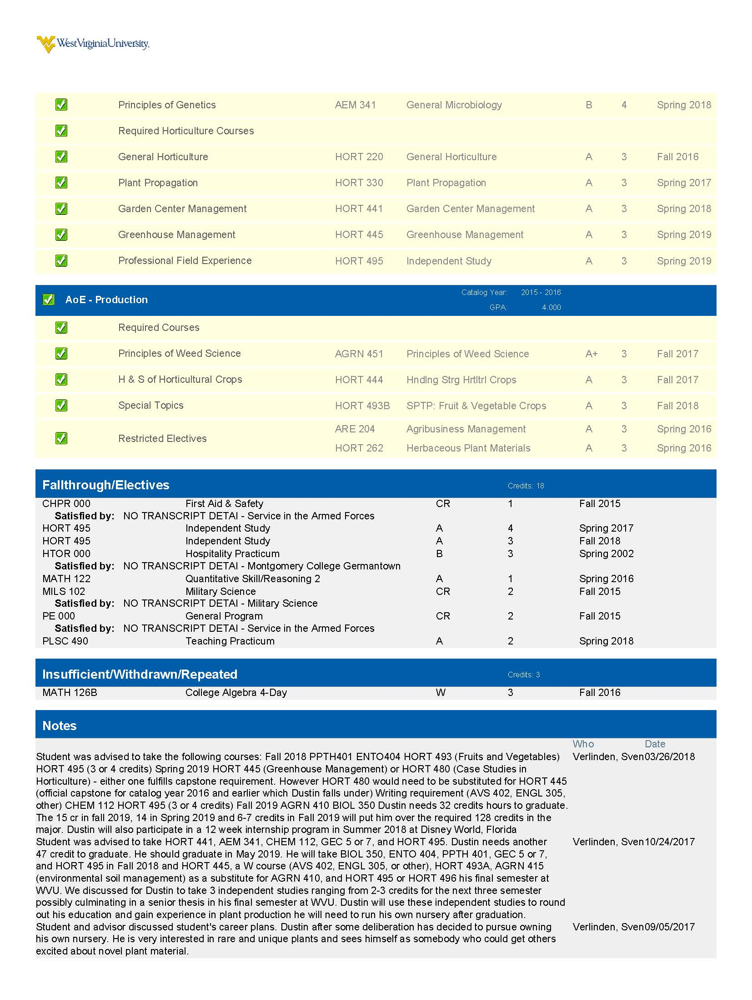 WestVirginiaUniversity.
Principles of Genetics AEM 341 General Microbiology B 4 Spring 2018
Required Horticulture Courses
General Horticulture HORT 220 General Horticulture A 3 Fall 2016
Plant Propagation HORT 330 Plant Propagation A 3 Spring 2017
Garden Center Management HORT 441 Garden Center Management A 3 Spring 2018
Greenhouse Management HORT 445 Greenhouse Management A 3 Spring 2019
Professional Field Experience HORT 495 Independent Study A 3 Spring 2019
Catalog Year: 2015 - 2016
AoE - Production
GPA: 4.000
Required Courses
Principles of Weed Science AGRN 451 Principles of Weed Science A+ 3 Fall 2017
H & S of Horticultural Crops HORT 444 Hndlng Strg Hrtltrl Crops A 3 Fall 2017
Special Topics HORT 493B SPTP: Fruit & Vegetable Crops A 3 Fall 2018
ARE 204 Agribusiness Management A 3 Spring 2016
Restricted Electives
HORT 262 Herbaceous Plant Materials A 3 Spring 2016
Fallthrough/Electives Credits: 18
CHPR 000 First Aid & Safety CR 1 Fall 2015
Satisfied by: NO TRANSCRIPT DETAI - Service in the Armed Forces
HORT 495 Independent Study A 4 Spring 2017
HORT 495 Independent Study A 3 Fall 2018
HTOR 000 Hospitality Practicum B 3 Spring 2002
Satisfied by: NO TRANSCRIPT DETAI - Montgomery College Germantown
MATH 122 Quantitative Skill/Reasoning 2 A 1 Spring 2016
MILS 102 Military Science CR 2 Fall 2015
Satisfied by: NO TRANSCRIPT DETAI - Military Science
PE 000 General Program CR 2 Fall 2015
Satisfied by: NO TRANSCRIPT DETAI - Service in the Armed Forces
PLSC 490 Teaching Practicum A 2 Spring 2018
Insufficient/Withdrawn/Repeated Credits: 3
MATH 126B College Algebra 4-Day W 3 Fall 2016
Notes
Who Date
Student was advised to take the following courses: Fall 2018 PPTH401 ENTO404 HORT 493 (Fruits and Vegetables) Verlinden, Sven 03/26/2018
HORT 495 (3 or 4 credits) Spring 2019 HORT 445 (Greenhouse Management) or HORT 480 (Case Studies in
Horticulture) - either one fulfills capstone requirement. However HORT 480 would need to be substituted for HORT 445
(official capstone for catalog year 2016 and earlier which Dustin falls under) Writing requirement (AVS 402, ENGL 305,
other) CHEM 112 HORT 495 (3 or 4 credits) Fall 2019 AGRN 410 BIOL 350 Dustin needs 32 credits hours to graduate.
The 15 cr in fall 2019, 14 in Spring 2019 and 6-7 credits in Fall 2019 will put him over the required 128 credits in the
major. Dustin will also participate in a 12 week internship program in Summer 2018 at Disney World, Florida
Student was advised to take HORT 441, AEM 341, CHEM 112, GEC 5 or 7, and HORT 495. Dustin needs another Verlinden, Sven 10/24/2017
47 credit to graduate. He should graduate in May 2019. He will take BIOL 350, ENTO 404, PPTH 401, GEC 5 or 7,
and HORT 495 in Fall 2018 and HORT 445, a W course (AVS 402, ENGL 305, or other), HORT 493A, AGRN 415
(environmental soil management) as a substitute for AGRN 410, and HORT 495 or HORT 496 his final semester at
WVU. We discussed for Dustin to take 3 independent studies ranging from 2-3 credits for the next three semester
possibly culminating in a senior thesis in his final semester at WVU. Dustin will use these independent studies to round
out his education and gain experience in plant production he will need to run his own nursery after graduation.
Student and advisor discussed student's career plans. Dustin after some deliberation has decided to pursue owning Verlinden, Sven 09/05/2017
his own nursery. He is very interested in rare and unique plants and sees himself as somebody who could get others
excited about novel plant material.